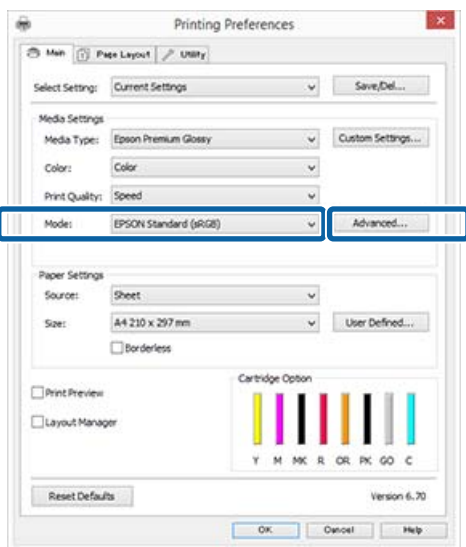 Printing Preferences
Main Page Layout Utility
Select Setting: Current Settings Save/Del...
Media Settings
Media Type: Epson Premium Glossy Custom Settings...
Color: Color
Print Quality: Speed
Mode: EPSON Standard (sRGB) Advanced...
Paper Settings
Source: Sheet
Size: A4 210 x 297 mm User Defined...
Borderless
Print Preview
Layout Manager
Cartridge Option
Y M MK R OR PK GO C
Reset Defaults Version 6.70
OK Cancel Help